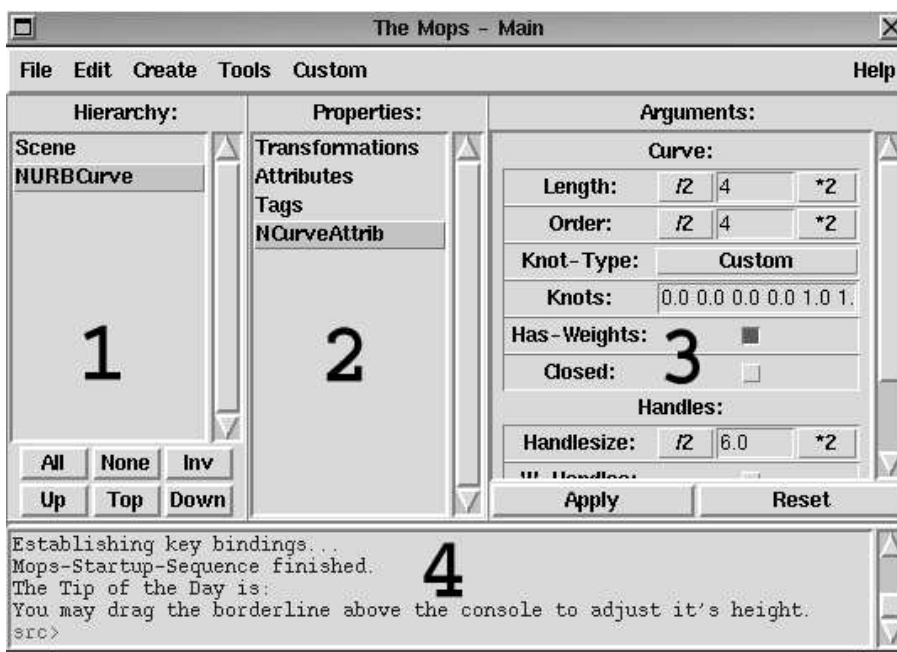 The Mops - Main
File Edit Create Tools Custom Help
Hierarchy: Properties: Arguments:
Scene
NURBCurve
1
All None Inv
Up Top Down
Transformations
Attributes
Tags
NCurveAttrib
2
Curve:
Length: /2 4 *2
Order: /2 4 *2
Knot-Type: Custom
Knots: 0.0 0.0 0.0 0.0 1.0 1.
Has-Weights:
3
Closed:
Handles:
Handlesize: /2 6.0 *2
Apply Reset
Establishing key bindings...
Mops-Startup-Sequence finished.
The Tip of the Day is:
You may drag the borderline above the console to adjust it's height.
src>
4